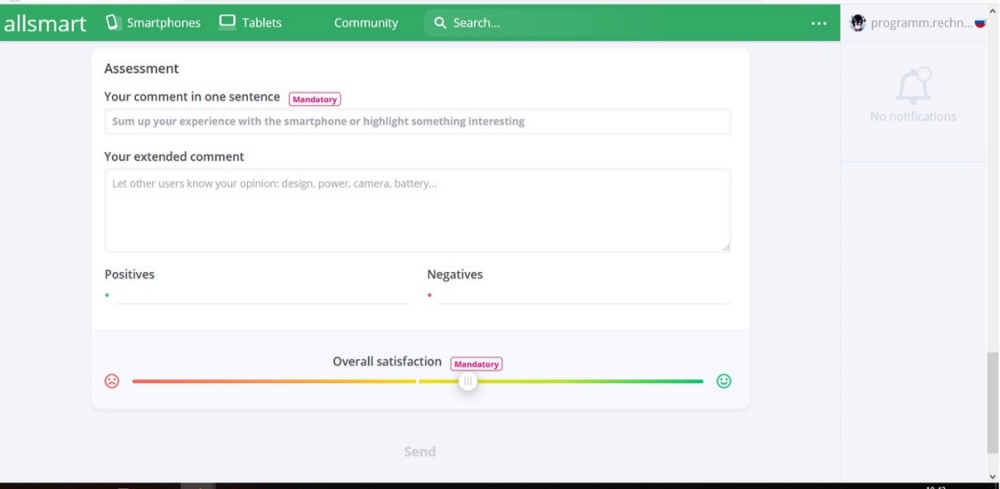 allsmart Smartphones Tablets Community Search... ... programm.rechn...
Assessment
Your comment in one sentence Mandatory
Sum up your experience with the smartphone or highlight something interesting
No notifications
Your extended comment
Let other users know your opinion: design, power, camera, battery...
Positives Negatives
Overall satisfaction Mandatory
Send